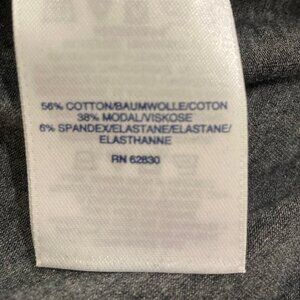 56% COTTON/BAUMWOLLE/COTON
38% MODAL/VISKOSE
6% SPANDEX/ELASTANE/ELASTANE/
ELASTHANNE
RN 62830